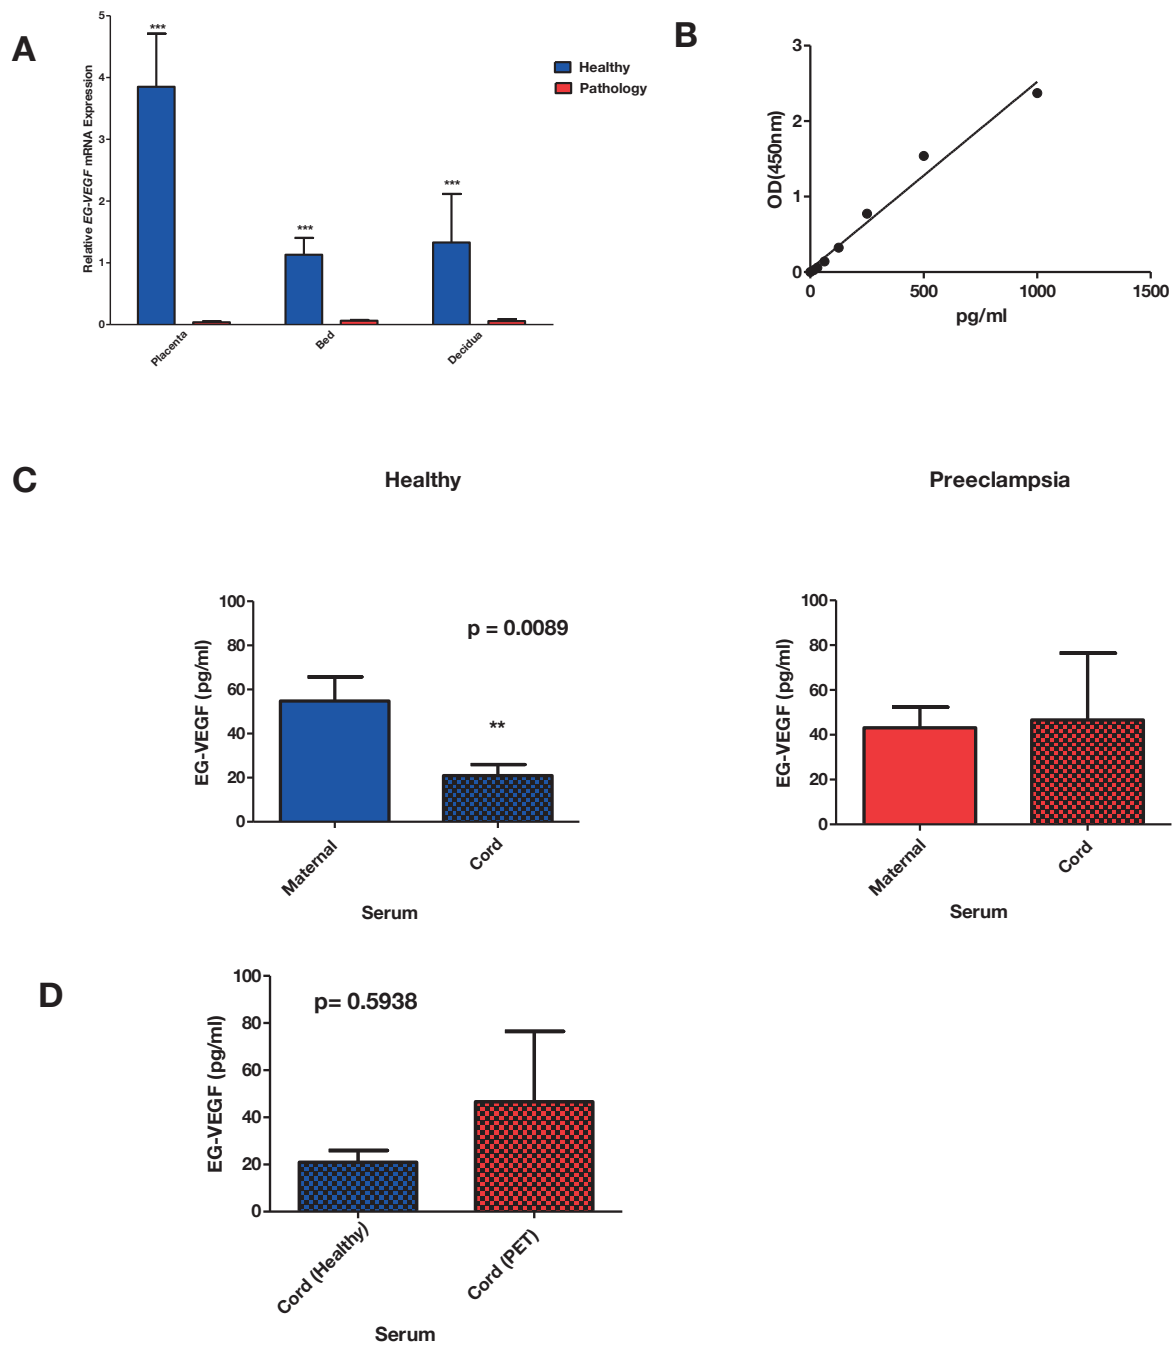 A
Relative EG-VEGF mRNA Expression
5
4
3
2
1
0
***
***
***
Placenta
Bed
Decidua
Healthy
Pathology
B
OD(450nm)
3
2
1
0
0
500
1000
1500
pg/ml
C
Healthy
Preeclampsia
EG-VEGF (pg/ml)
100
80
60
40
20
0
p = 0.0089
**
Maternal
Cord
Serum
EG-VEGF (pg/ml)
100
80
60
40
20
0
Maternal
Cord
Serum
D
EG-VEGF (pg/ml)
100
80
60
40
20
0
p= 0.5938
Cord (Healthy)
Cord (PET)
Serum